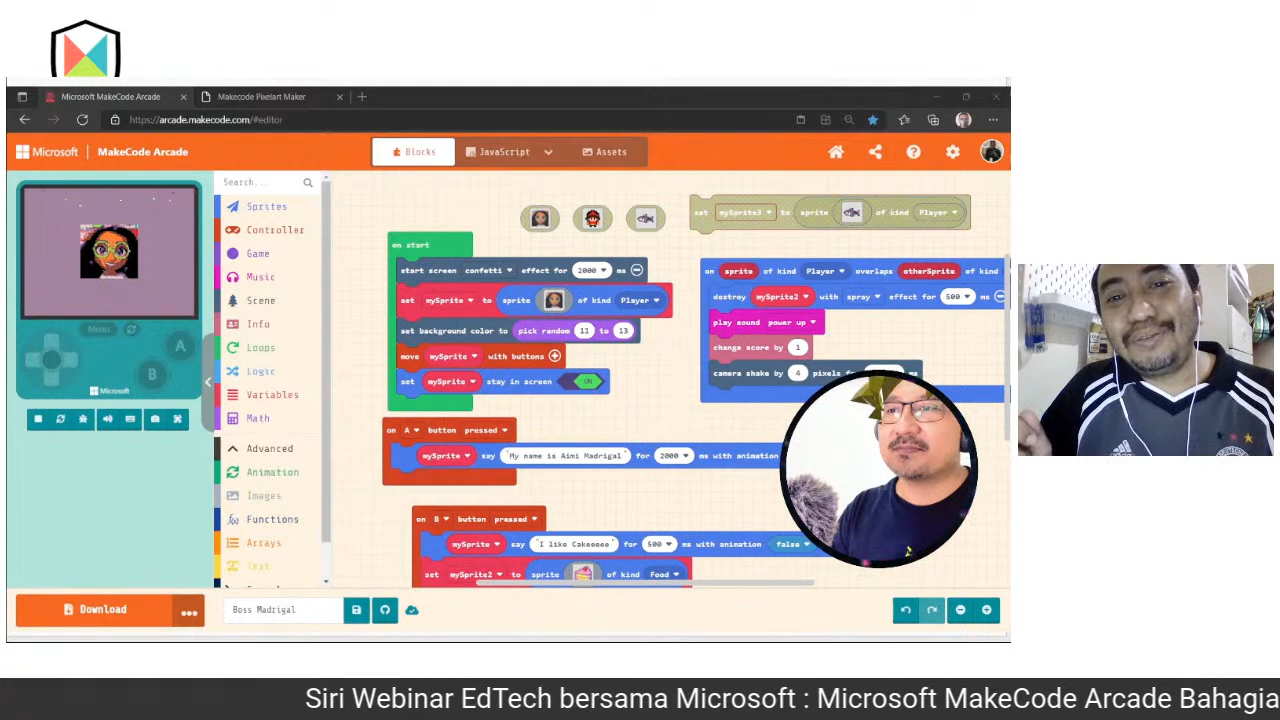 Microsoft MakeCode Arcade
Makecode Pixelart Maker
https://arcade.makecode.com/#editor
Microsoft | MakeCode Arcade
Blocks
JavaScript
Assets
Search...
Menu
A
B
Microsoft
Sprites
Controller
Game
Music
Scene
Info
Loops
Logic
Variables
Math
Advanced
Animation
Images
Functions
Arrays
set mySprite3 to sprite of kind Player
on start
start screen confetti effect for 2000 ms
set mySprite to sprite of kind Player
set background color to pick random 11 to 13
move mySprite with buttons
set mySprite stay in screen ON
on sprite of kind Player overlaps otherSprite of kind
destroy mySprite2 with spray effect for 500 ms
play sound power up
change score by 1
camera shake by 4 pixels for ms
on A button pressed
mySprite say "My name is Aimi Madrigal" for 2000 ms with animation
on B button pressed
mySprite say "I like Cakeeeee" for 500 ms with animation false
set mySprite2 to sprite of kind Food
Download
Boss Madrigal
Siri Webinar EdTech bersama Microsoft : Microsoft MakeCode Arcade Bahagia